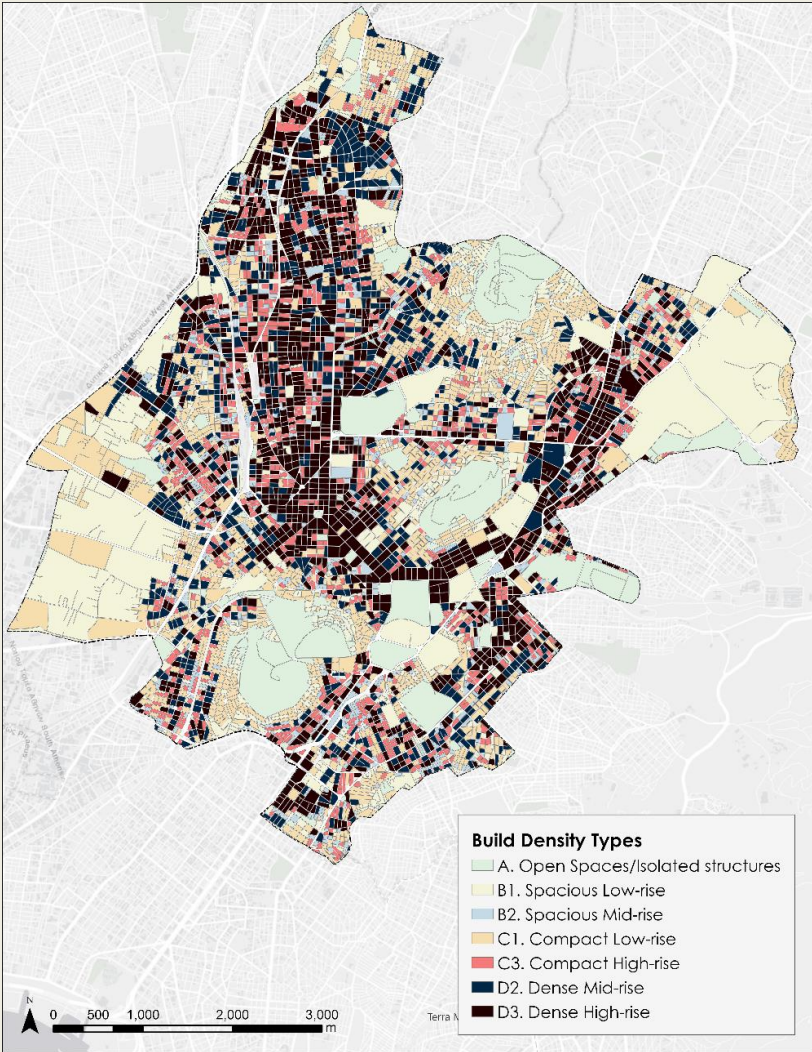 Build Density Types
A. Open Spaces/Isolated structures
B1. Spacious Low-rise
B2. Spacious Mid-rise
C1. Compact Low-rise
C3. Compact High-rise
D2. Dense Mid-rise
D3. Dense High-rise
N
0 500 1,000 2,000 3,000
m
Terra M